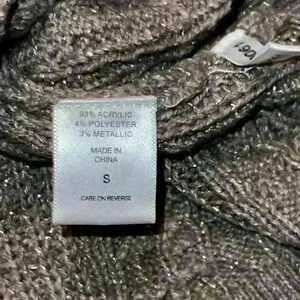 93% ACRYLIC
4% POLYESTER
3% METALLIC
MADE IN
CHINA
S
CARE ON REVERSE